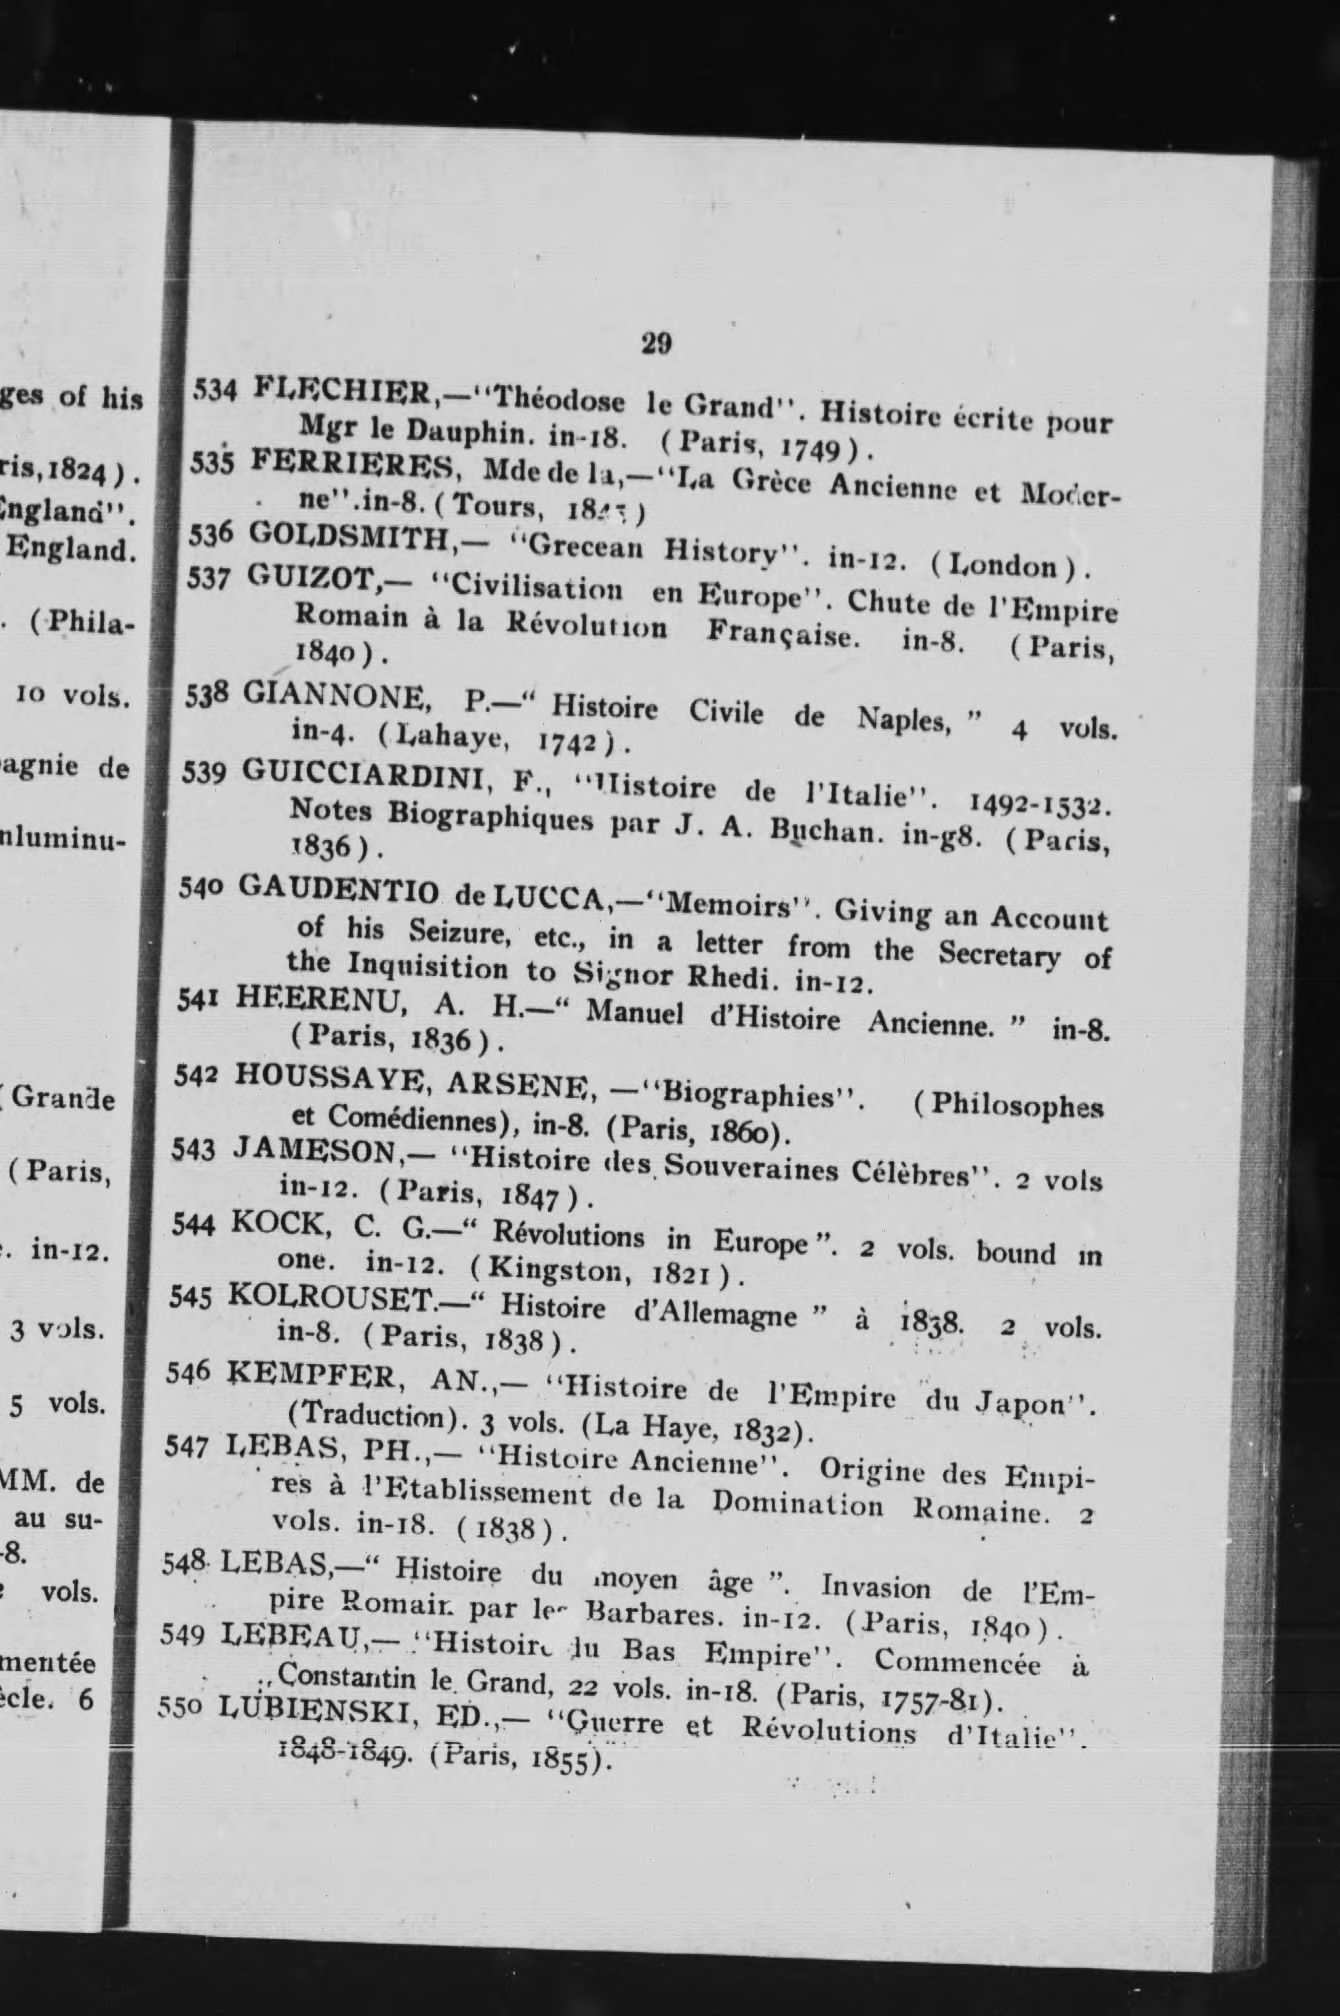 ges of his
ris, 1824).
England".
England.
. (Phila-
10 vols.
agnie de
nluminu-
(Grande
(Paris,
. in-12.
3 vols.
5 vols.
MM. de
au su-
-8.
vols.
mentée
ècle. 6
29
534 FLECHIER,—"Théodose le Grand". Histoire écrite pour
Mgr le Dauphin. in-18. (Paris, 1749).
535 FERRIERES, Mde de la,—"La Grèce Ancienne et Moder-
ne".in-8. (Tours,
536 GOLDSMITH,— "Grecean History". in-12. (London).
537 GUIZOT,— "Civilisation en Europe". Chute de l'Empire
Romain à la Révolution Française. in-8. (Paris,
1840).
538 GIANNONE, P.—" Histoire Civile de Naples, " 4 vols.
in-4. (Lahaye, 1742).
539 GUICCIARDINI, F., "Histoire de l'Italie". 1492-1532.
Notes Biographiques par J. A. Buchan. in-g8. (Paris,
1836).
540 GAUDENTIO de LUCCA,—"Memoirs". Giving an Account
of his Seizure, etc., in a letter from the Secretary of
the Inquisition to Signor Rhedi. in-12.
541 HEERENU, A. H.—" Manuel d'Histoire Ancienne. " in-8.
(Paris, 1836).
542 HOUSSAYE, ARSENE, —"Biographies". (Philosophes
et Comédiennes), in-8. (Paris, 1860).
543 JAMESON,— "Histoire des Souveraines Célèbres". 2 vols
in-12. (Paris, 1847).
544 KOCK, C. G.—" Révolutions in Europe ". 2 vols. bound in
one. in-12. (Kingston, 1821).
545 KOLROUSET.—" Histoire d'Allemagne " à 1838. 2 vols.
in-8. (Paris, 1838).
546 KEMPFER, AN.,— "Histoire de l'Empire du Japon".
(Traduction). 3 vols. (La Haye, 1832).
547 LEBAS, PH.,— "Histoire Ancienne". Origine des Empi-
res à l'Etablissement de la Domination Romaine. 2
vols. in-18. (1838).
548 LEBAS,—" Histoire du moyen âge ". Invasion de l'Em-
pire Romain par les Barbares. in-12. (Paris, 1840).
549 LEBEAU,— "Histoire du Bas Empire". Commencée à
Constantin le Grand, 22 vols. in-18. (Paris, 1757-81).
550 LUBIENSKI, ED.,— "Guerre et Révolutions d'Italie".
1848-1849. (Paris, 1855).